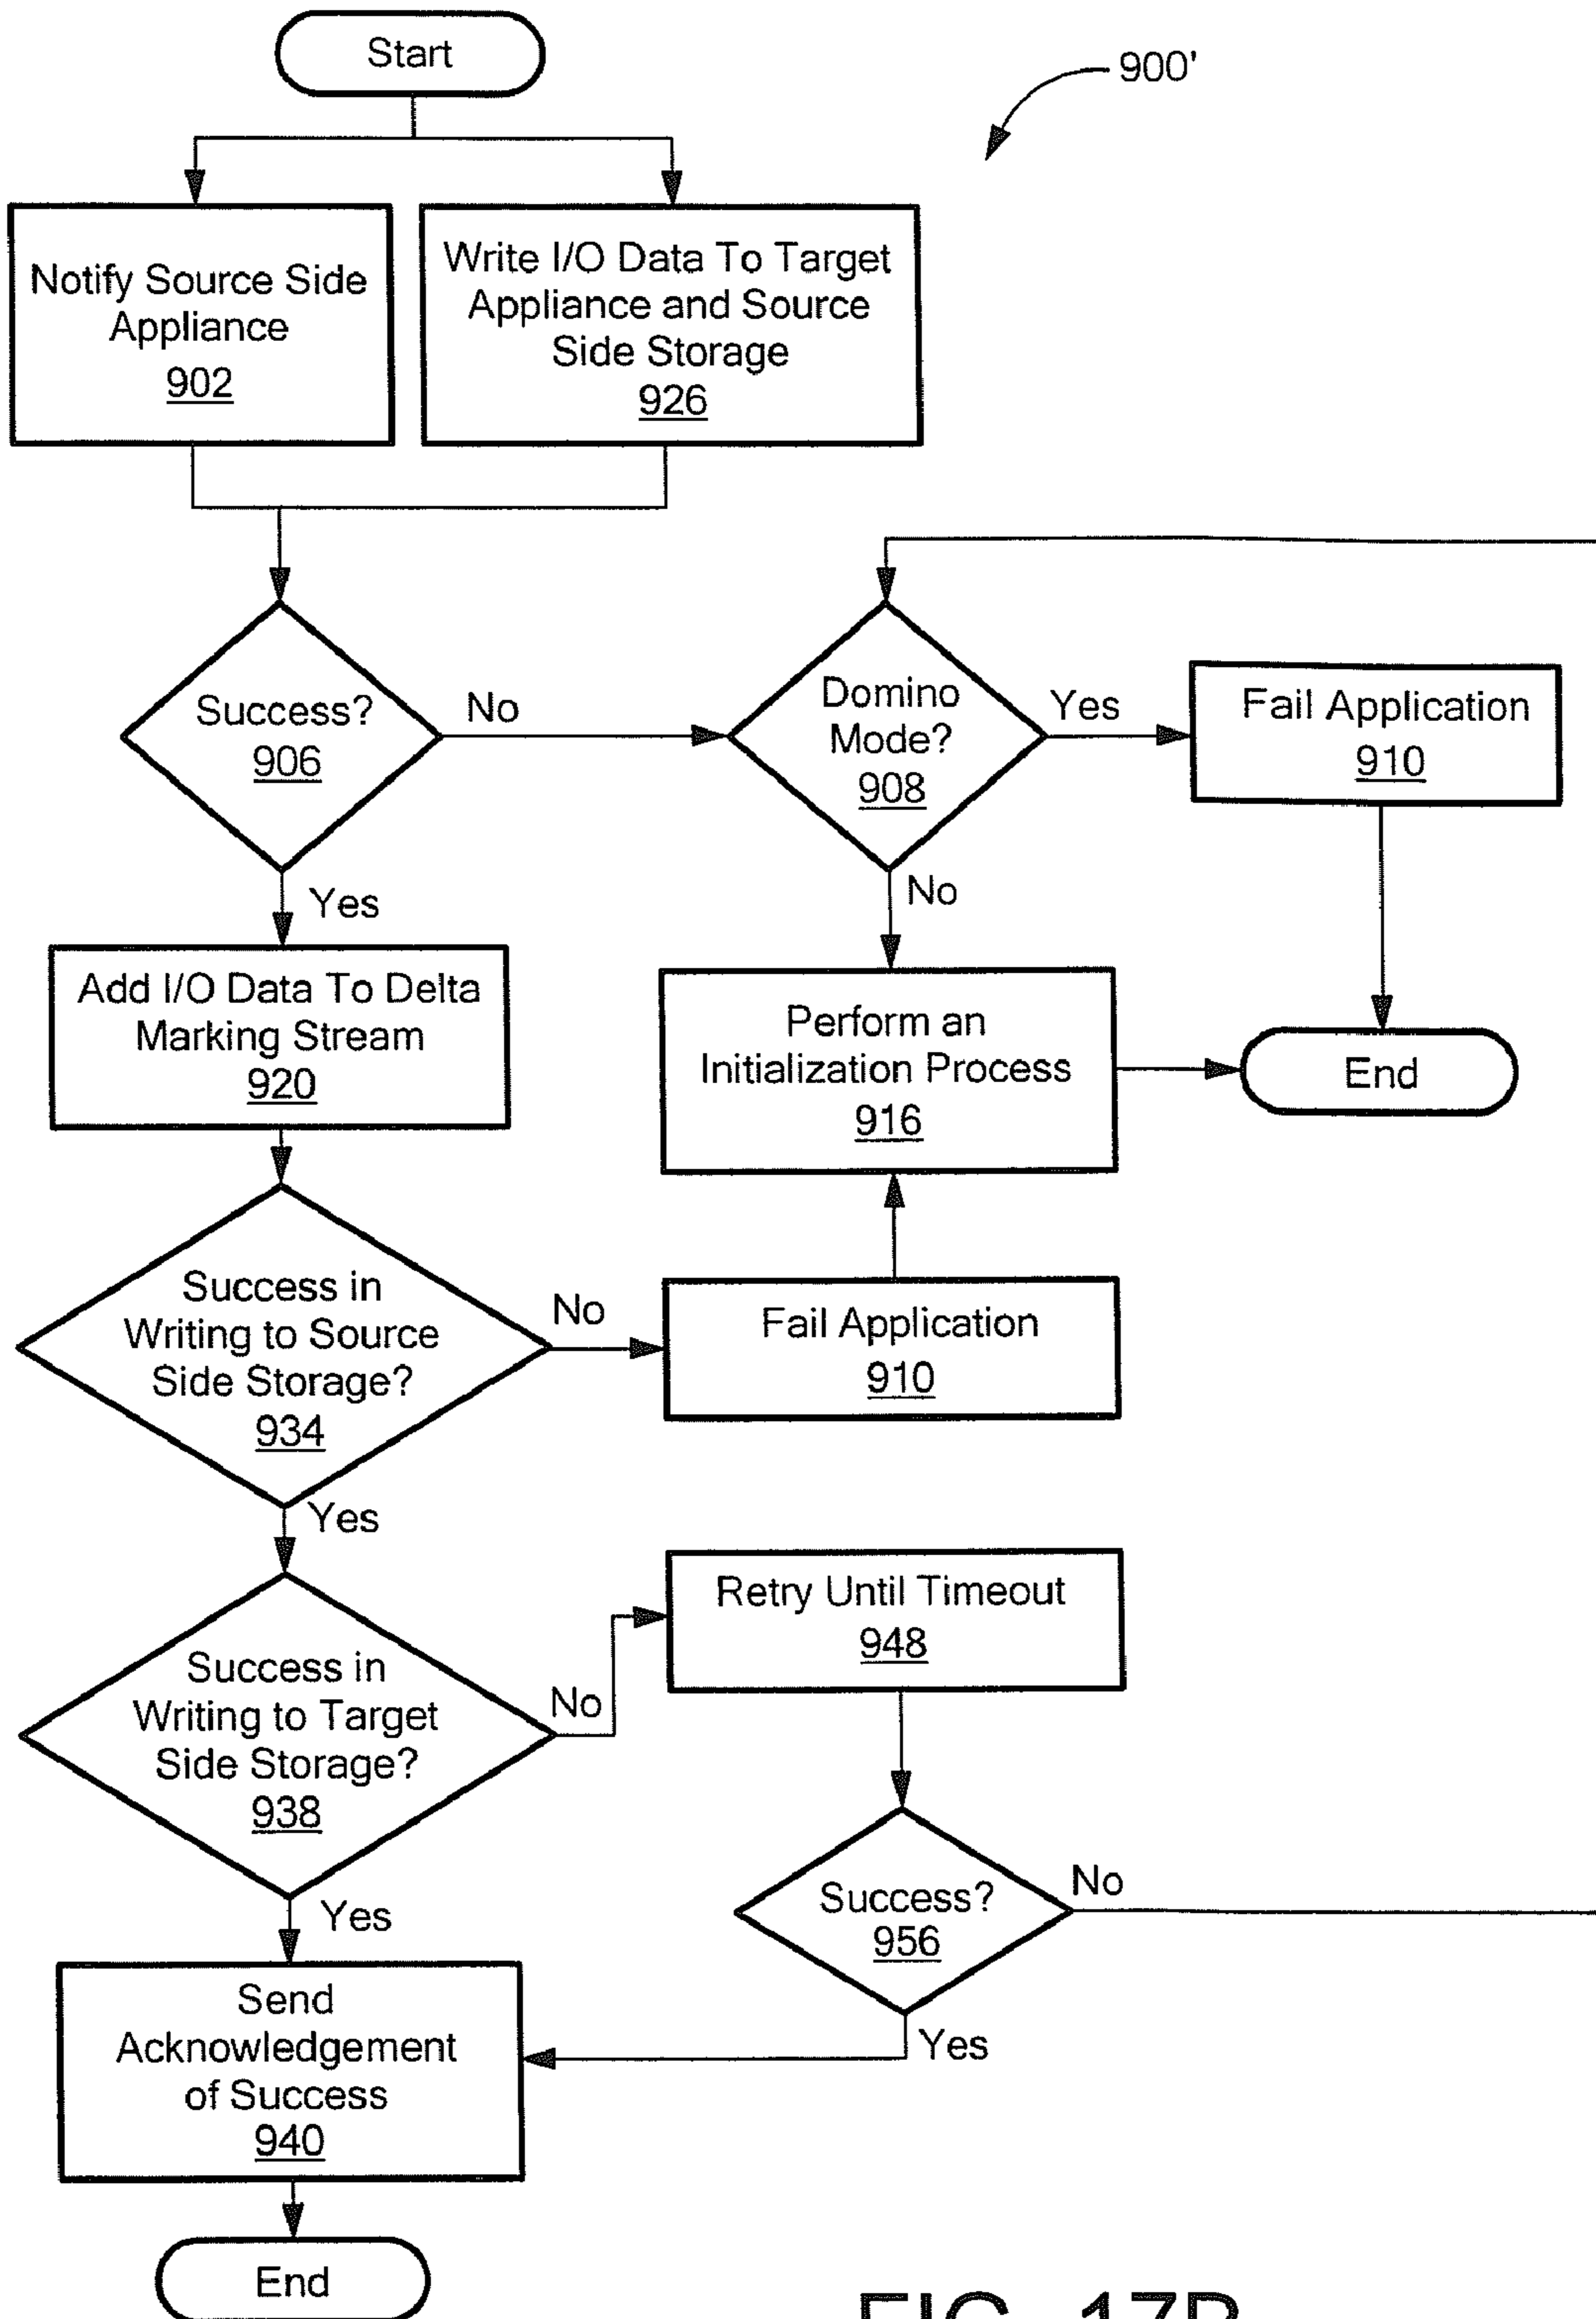 Start
900'
Notify Source Side
Appliance
902
Write I/O Data To Target
Appliance and Source
Side Storage
926
Success?
906
No
Domino
Mode?
908
Yes
Fail Application
910
Yes
No
Add I/O Data To Delta
Marking Stream
920
Perform an
Initialization Process
916
End
Success in
Writing to Source
Side Storage?
934
No
Fail Application
910
Yes
Retry Until Timeout
948
Success in
Writing to Target
Side Storage?
938
No
Success?
956
No
Yes
Yes
Send
Acknowledgement
of Success
940
End
FIG. 17B